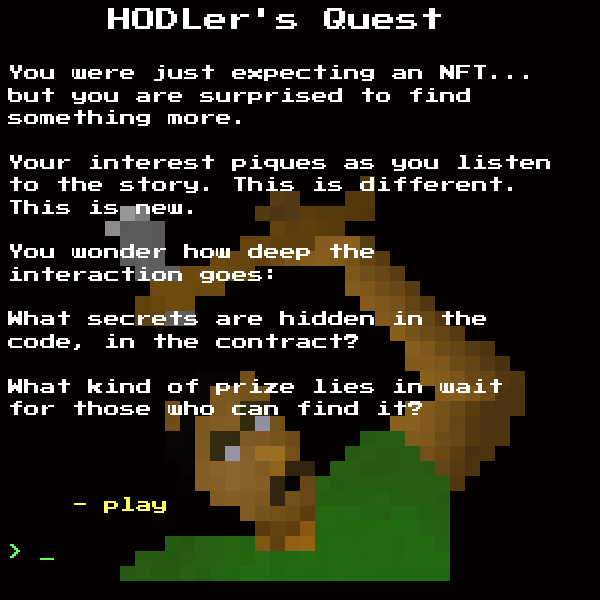 HODLer's Quest
You were just expecting an NFT...
but you are surprised to find
something more.
Your interest piques as you listen
to the story. This is different.
This is new.
You wonder how deep the
interaction goes:
What secrets are hidden in the
code, in the contract?
What kind of prize lies in wait
for those who can find it?
- play
> _